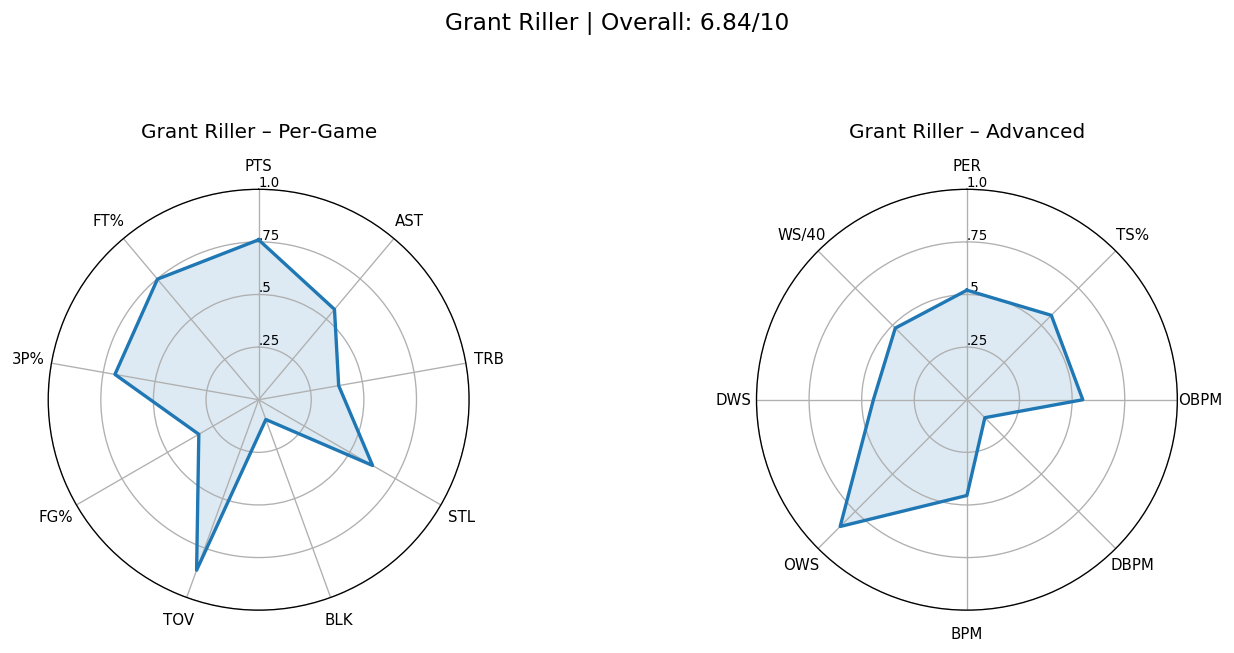 Grant Riller | Overall: 6.84/10
Grant Riller – Per-Game
PTS
AST
TRB
STL
BLK
TOV
FG%
3P%
FT%
1.0
.75
.5
.25
Grant Riller – Advanced
PER
TS%
OBPM
DBPM
BPM
OWS
DWS
WS/40
1.0
.75
.5
.25